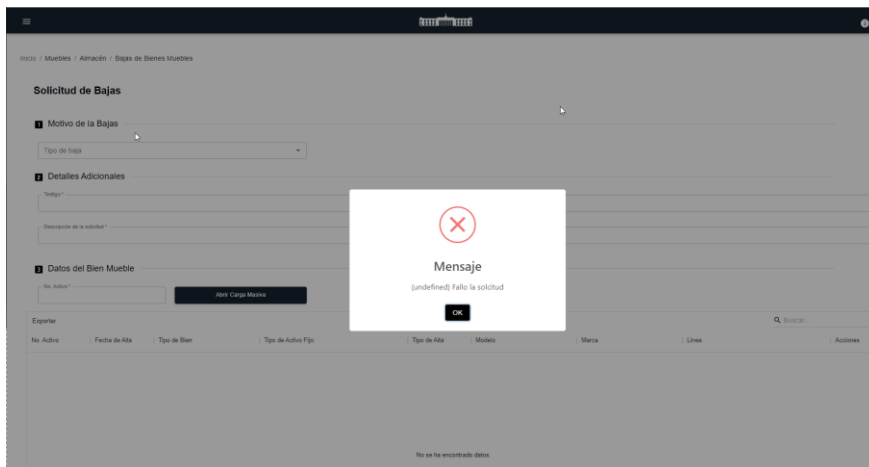 Inicio / Muebles / Almacén / Bajas de Bienes Muebles
Solicitud de Bajas
1 Motivo de la Bajas
Tipo de baja
2 Detalles Adicionales
Testigo *
Descripción de la solicitud *
3 Datos del Bien Mueble
No. Activo *
Abrir Carga Masiva
Mensaje
(undefined) Fallo la solcitud
OK
Exportar
Buscar...
No. Activo Fecha de Alta Tipo de Bien Tipo de Activo Fijo Tipo de Alta Modelo Marca Linea Acciones
No se ha encontrado datos